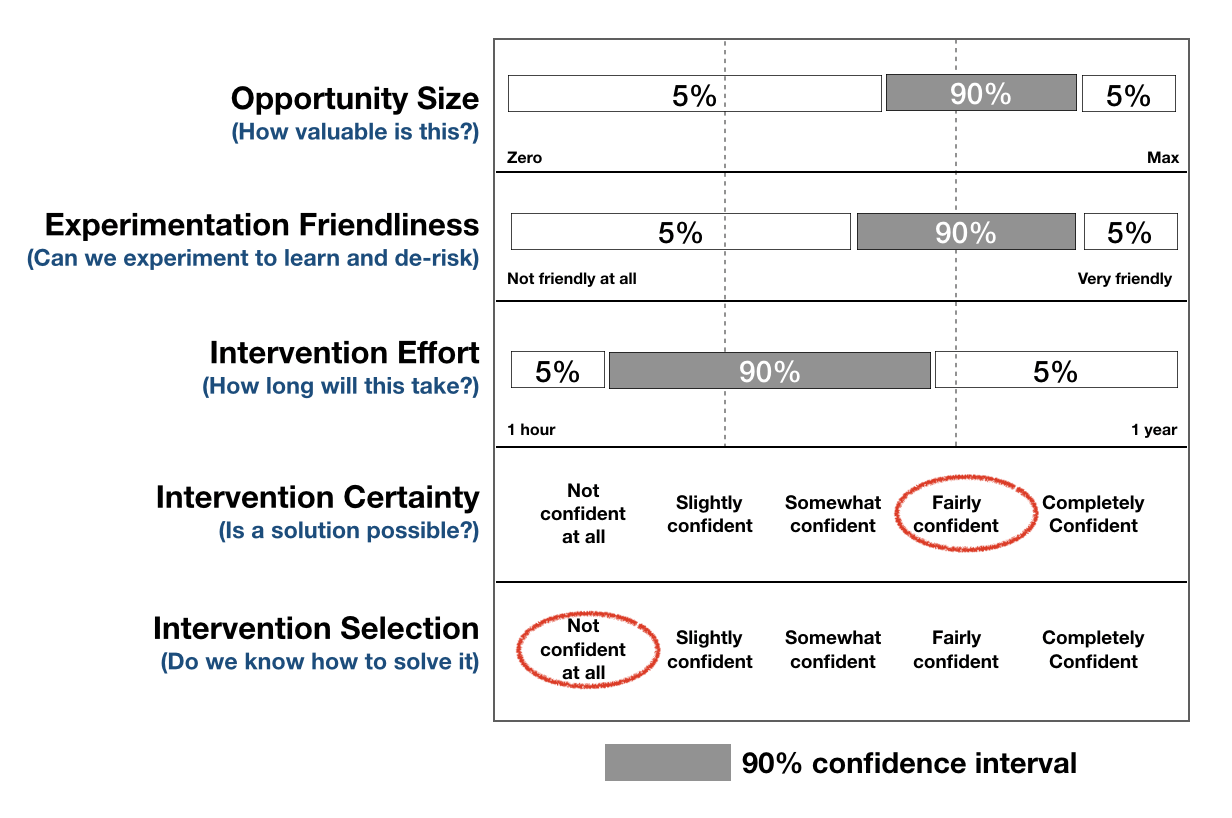 Opportunity Size
(How valuable is this?)
5%
90%
5%
Zero
Max
Experimentation Friendliness
(Can we experiment to learn and de-risk)
5%
90%
5%
Not friendly at all
Very friendly
Intervention Effort
(How long will this take?)
5%
90%
5%
1 hour
1 year
Intervention Certainty
(Is a solution possible?)
Not
confident
at all
Slightly
confident
Somewhat
confident
Fairly
confident
Completely
Confident
Intervention Selection
(Do we know how to solve it)
Not
confident
at all
Slightly
confident
Somewhat
confident
Fairly
confident
Completely
Confident
90% confidence interval